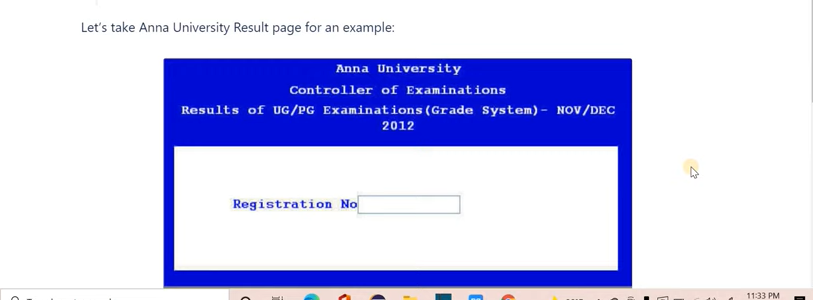 Let's take Anna University Result page for an example:
Anna University
Controller of Examinations
Results of UG/PG Examinations(Grade System)- NOV/DEC
2012
Registration No
11:33 PM